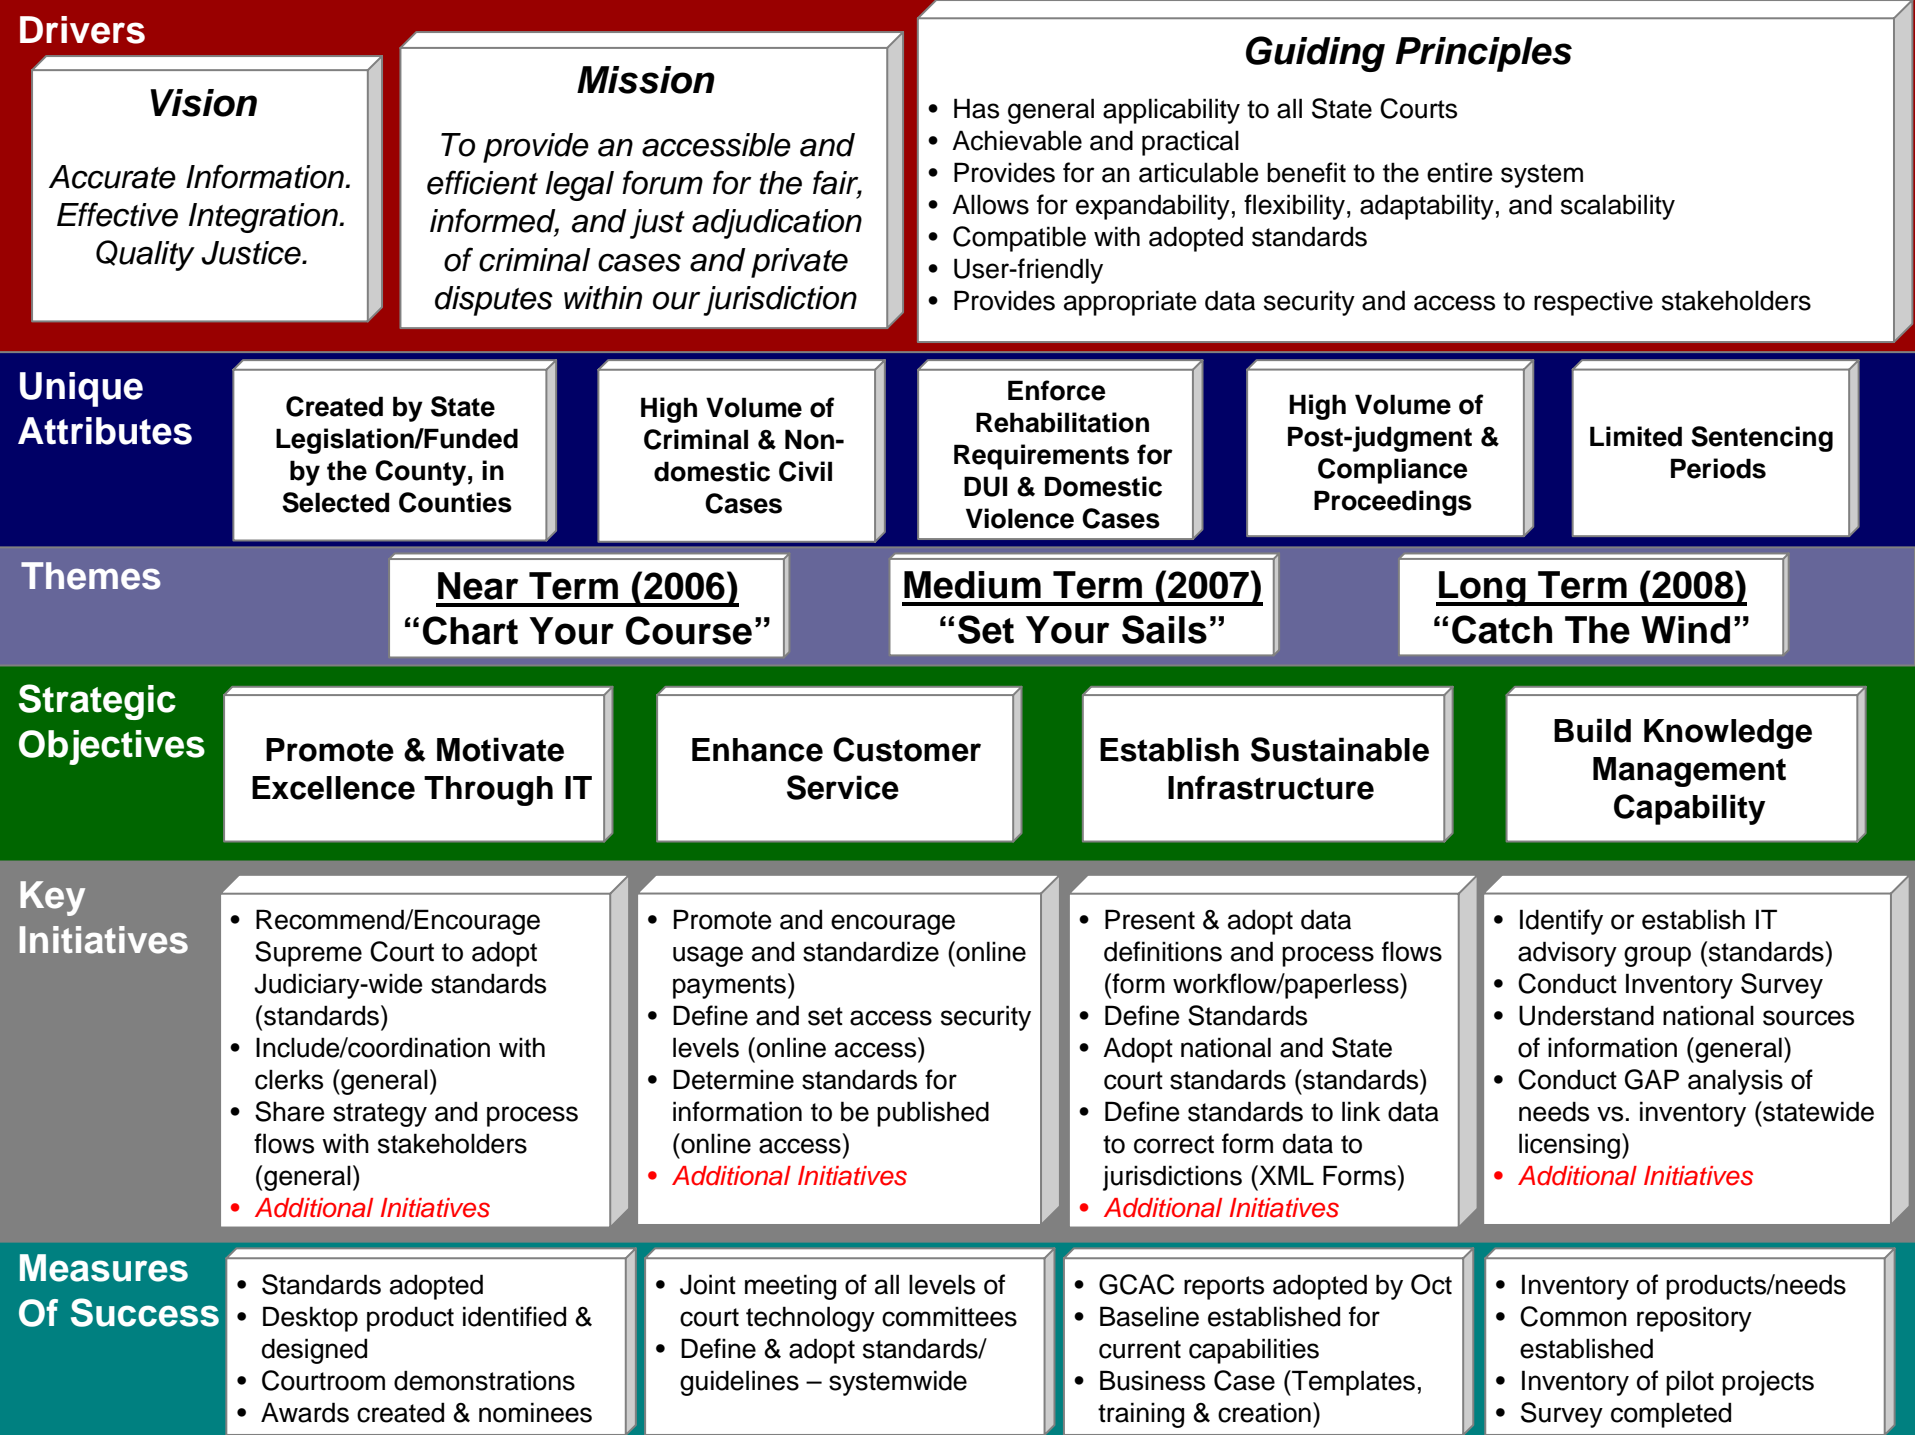 Drivers
Vision
Accurate Information.
Effective Integration.
Quality Justice.
Mission
To provide an accessible and
efficient legal forum for the fair,
informed, and just adjudication
of criminal cases and private
disputes within our jurisdiction
Guiding Principles
• Has general applicability to all State Courts
• Achievable and practical
• Provides for an articulable benefit to the entire system
• Allows for expandability, flexibility, adaptability, and scalability
• Compatible with adopted standards
• User-friendly
• Provides appropriate data security and access to respective stakeholders
Unique
Attributes
Created by State
Legislation/Funded
by the County, in
Selected Counties
High Volume of
Criminal & Non-
domestic Civil
Cases
Enforce
Rehabilitation
Requirements for
DUI & Domestic
Violence Cases
High Volume of
Post-judgment &
Compliance
Proceedings
Limited Sentencing
Periods
Themes
Near Term (2006)
“Chart Your Course”
Medium Term (2007)
“Set Your Sails”
Long Term (2008)
“Catch The Wind”
Strategic
Objectives
Promote & Motivate
Excellence Through IT
Enhance Customer
Service
Establish Sustainable
Infrastructure
Build Knowledge
Management
Capability
Key
Initiatives
• Recommend/Encourage
Supreme Court to adopt
Judiciary-wide standards
(standards)
• Include/coordination with
clerks (general)
• Share strategy and process
flows with stakeholders
(general)
• Additional Initiatives
• Promote and encourage
usage and standardize (online
payments)
• Define and set access security
levels (online access)
• Determine standards for
information to be published
(online access)
• Additional Initiatives
• Present & adopt data
definitions and process flows
(form workflow/paperless)
• Define Standards
• Adopt national and State
court standards (standards)
• Define standards to link data
to correct form data to
jurisdictions (XML Forms)
• Additional Initiatives
• Identify or establish IT
advisory group (standards)
• Conduct Inventory Survey
• Understand national sources
of information (general)
• Conduct GAP analysis of
needs vs. inventory (statewide
licensing)
• Additional Initiatives
Measures
Of Success
• Standards adopted
• Desktop product identified &
designed
• Courtroom demonstrations
• Awards created & nominees
• Joint meeting of all levels of
court technology committees
• Define & adopt standards/
guidelines – systemwide
• GCAC reports adopted by Oct
• Baseline established for
current capabilities
• Business Case (Templates,
training & creation)
• Inventory of products/needs
• Common repository
established
• Inventory of pilot projects
• Survey completed